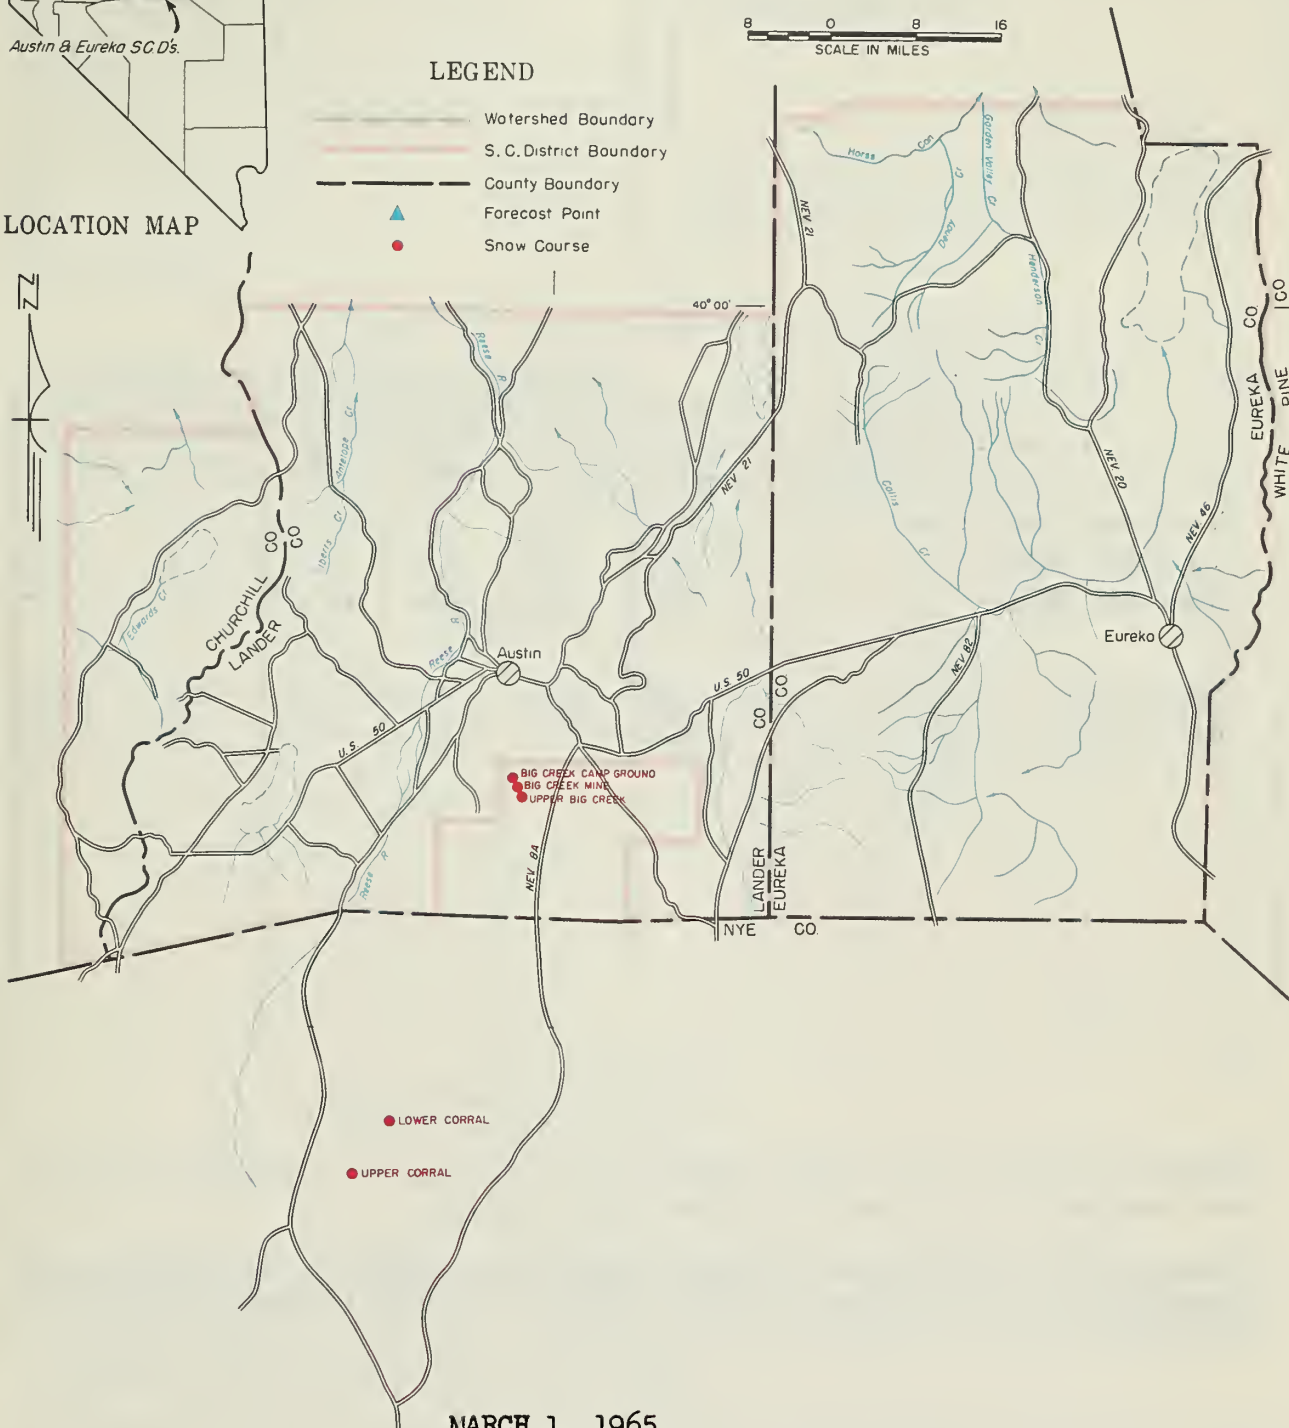 Austin & Eureka S.C.D's.
LOCATION MAP
8 0 8 16
SCALE IN MILES
LEGEND
Watershed Boundary
S.C. District Boundary
County Boundary
Forecast Point
Snow Course
N
40° 00'
Horse Can
Cr
Denay
Garden Valley Cr
Henderson
Cr
NEV. 21
Reese R
Antelope Cr
Iberis Cr
CO
CO
CHURCHILL
LANDER
Edwards Cr
NEV 21
Callis
Cr
NEV 20
NEV. 46
EUREKA CO.
WHITE PINE CO
Reese R
Austin
Eureka
U.S. 50
U.S. 50
NEV 82
CO
CO
BIG CREEK CAMP GROUND
BIG CREEK MINE
UPPER BIG CREEK
NEV 8A
Reese R
LANDER
EUREKA
NYE CO.
LOWER CORRAL
UPPER CORRAL
MARCH 1, 1965